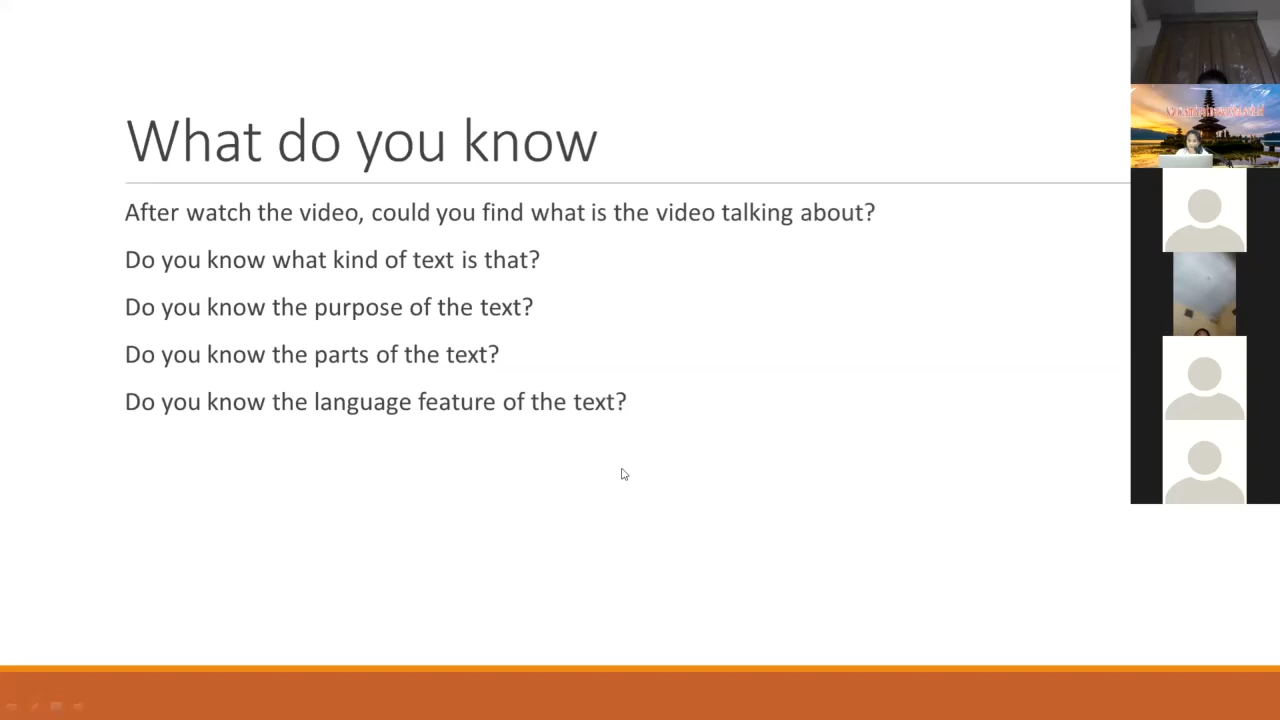 What do you know
After watch the video, could you find what is the video talking about?
Do you know what kind of text is that?
Do you know the purpose of the text?
Do you know the parts of the text?
Do you know the language feature of the text?